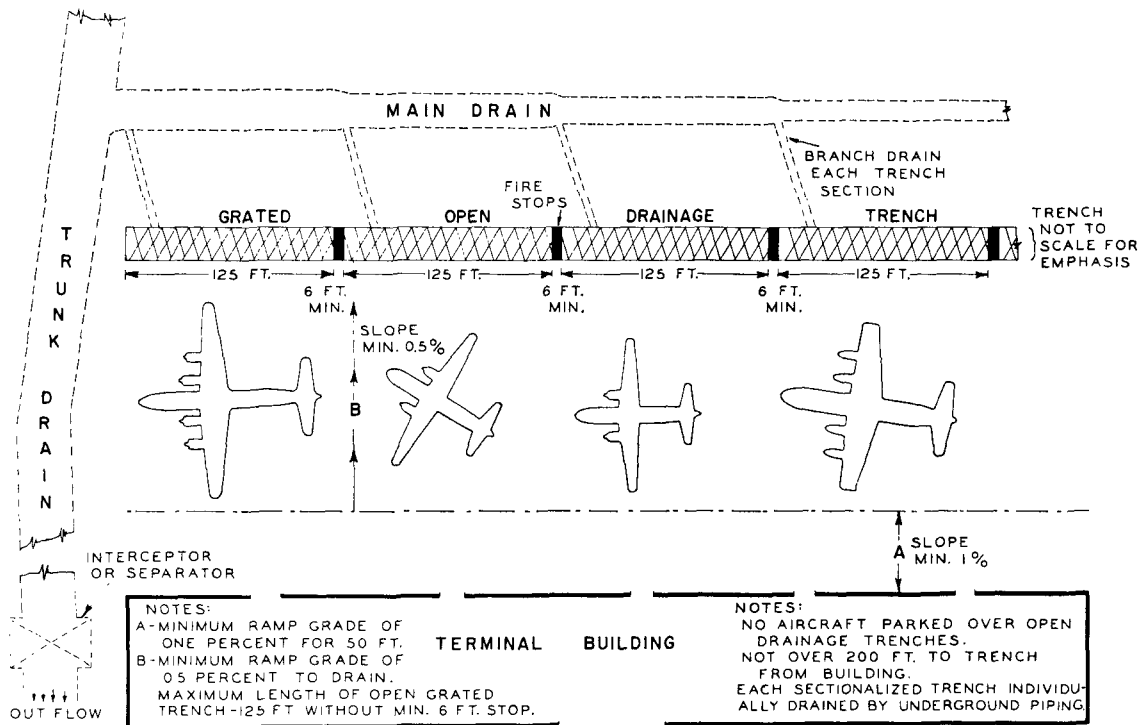 MAIN DRAIN
BRANCH DRAIN
EACH TRENCH
SECTION
FIRE
STOPS
GRATED
OPEN
DRAINAGE
TRENCH
TRENCH
NOT TO
SCALE FOR
EMPHASIS
125 FT.
125 FT.
125 FT.
125 FT.
6 FT.
MIN.
6 FT.
MIN.
6 FT.
MIN.
TRUNK DRAIN
SLOPE
MIN. 0.5%
B
A
SLOPE
MIN. 1%
INTERCEPTOR
OR SEPARATOR
OUT FLOW
NOTES:
A-MINIMUM RAMP GRADE OF
ONE PERCENT FOR 50 FT.
B-MINIMUM RAMP GRADE OF
0.5 PERCENT TO DRAIN.
MAXIMUM LENGTH OF OPEN GRATED
TRENCH-125 FT WITHOUT MIN. 6 FT. STOP.
TERMINAL BUILDING
NOTES:
NO AIRCRAFT PARKED OVER OPEN
DRAINAGE TRENCHES.
NOT OVER 200 FT. TO TRENCH
FROM BUILDING.
EACH SECTIONALIZED TRENCH INDIVIDU-
ALLY DRAINED BY UNDERGROUND PIPING.